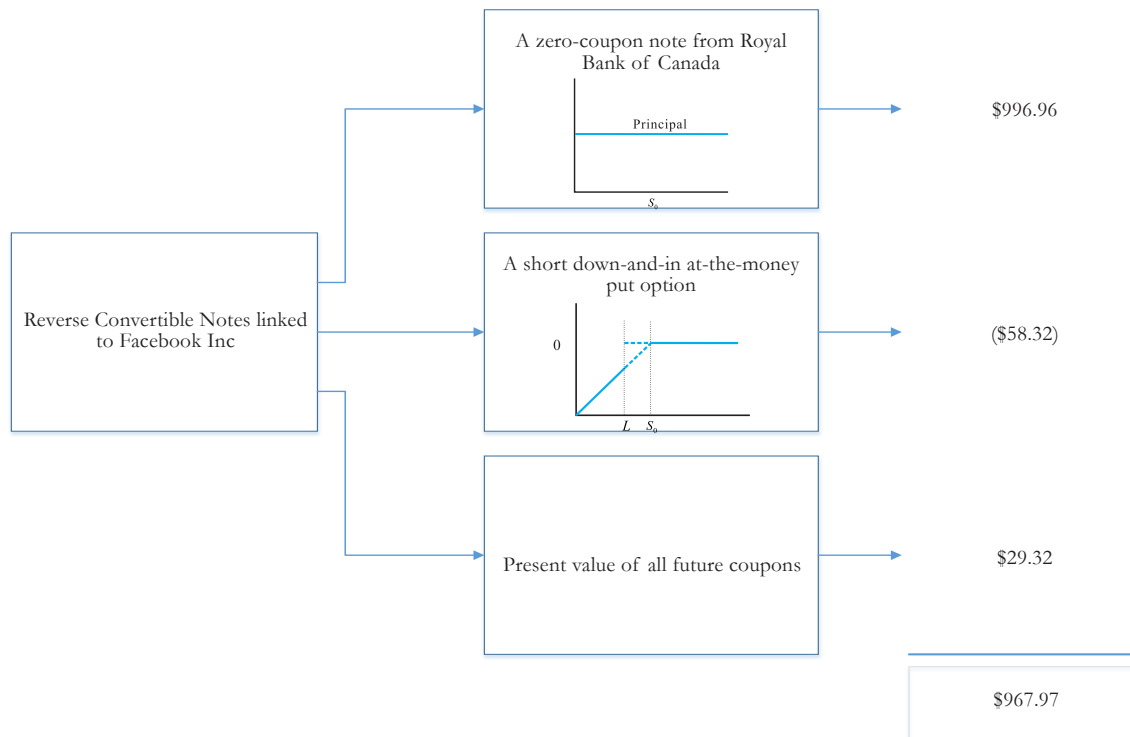 A zero-coupon note from Royal
Bank of Canada
Principal
S₀
$996.96
Reverse Convertible Notes linked
to Facebook Inc
A short down-and-in at-the-money
put option
0
L S₀
($58.32)
Present value of all future coupons
$29.32
$967.97